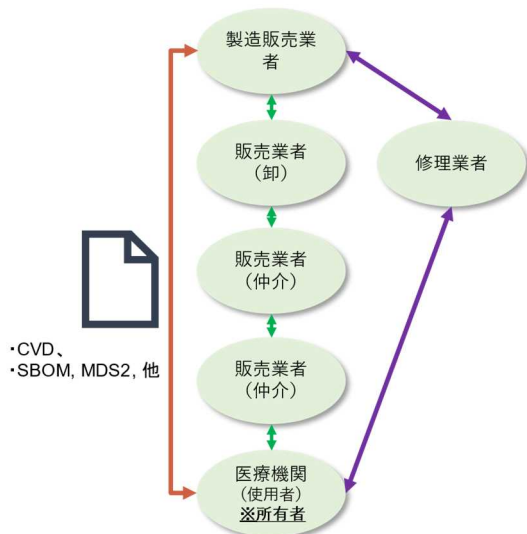 製造販売業
者
販売業者
(卸)
修理業者
販売業者
(仲介)
・CVD、
・SBOM, MDS2, 他
販売業者
(仲介)
医療機関
(使用者)
※所有者